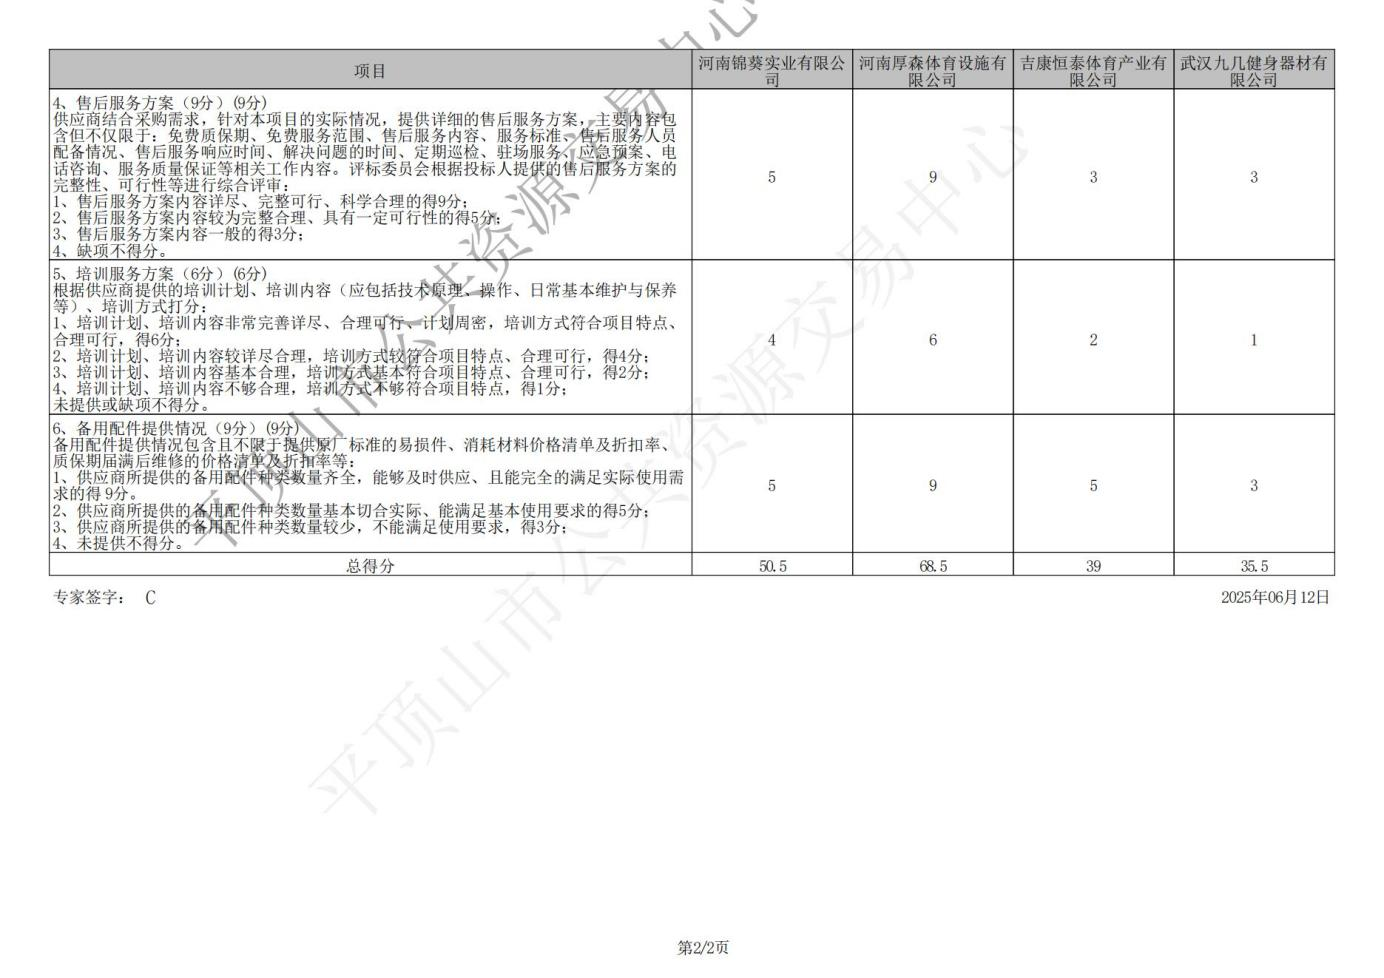 项目
河南锦葵实业有限公
司
河南厚森体育设施有
限公司
吉康恒泰体育产业有
限公司
武汉九几健身器材有
限公司
4、售后服务方案（9分）(9分)
供应商结合采购需求，针对本项目的实际情况，提供详细的售后服务方案，主要内容包
含但不仅限于：免费质保期、免费服务范围、售后服务内容、服务标准、售后服务人员
配备情况、售后服务响应时间、解决问题的时间、定期巡检、驻场服务、应急预案、电
话咨询、服务质量保证等相关工作内容。评标委员会根据投标人提供的售后服务方案的
完整性、可行性等进行综合评审：
1、售后服务方案内容详尽、完整可行、科学合理的得9分；
2、售后服务方案内容较为完整合理、具有一定可行性的得5分；
3、售后服务方案内容一般的得3分；
4、缺项不得分。
5
9
3
3
5、培训服务方案（6分）(6分)
根据供应商提供的培训计划、培训内容（应包括技术原理、操作、日常基本维护与保养
等）、培训方式打分：
1、培训计划、培训内容非常完善详尽、合理可行、计划周密，培训方式符合项目特点、
合理可行，得6分；
2、培训计划、培训内容较详尽合理，培训方式较符合项目特点、合理可行，得4分；
3、培训计划、培训内容基本合理，培训方式基本符合项目特点、合理可行，得2分；
4、培训计划、培训内容不够合理，培训方式不够符合项目特点，得1分；
未提供或缺项不得分。
4
6
2
1
6、备用配件提供情况（9分）(9分)
备用配件提供情况包含且不限于提供原厂标准的易损件、消耗材料价格清单及折扣率、
质保期届满后维修的价格清单及折扣率等：
1、供应商所提供的备用配件种类数量齐全，能够及时供应、且能完全的满足实际使用需
求的得 9分。
2、供应商所提供的备用配件种类数量基本切合实际、能满足基本使用要求的得5分；
3、供应商所提供的备用配件种类数量较少，不能满足使用要求，得3分；
4、未提供不得分。
5
9
5
3
总得分
50.5
68.5
39
35.5
专家签字： C
2025年06月12日
平顶山市公共资源交易中心
平顶山市公共资源交易中心
第2/2页